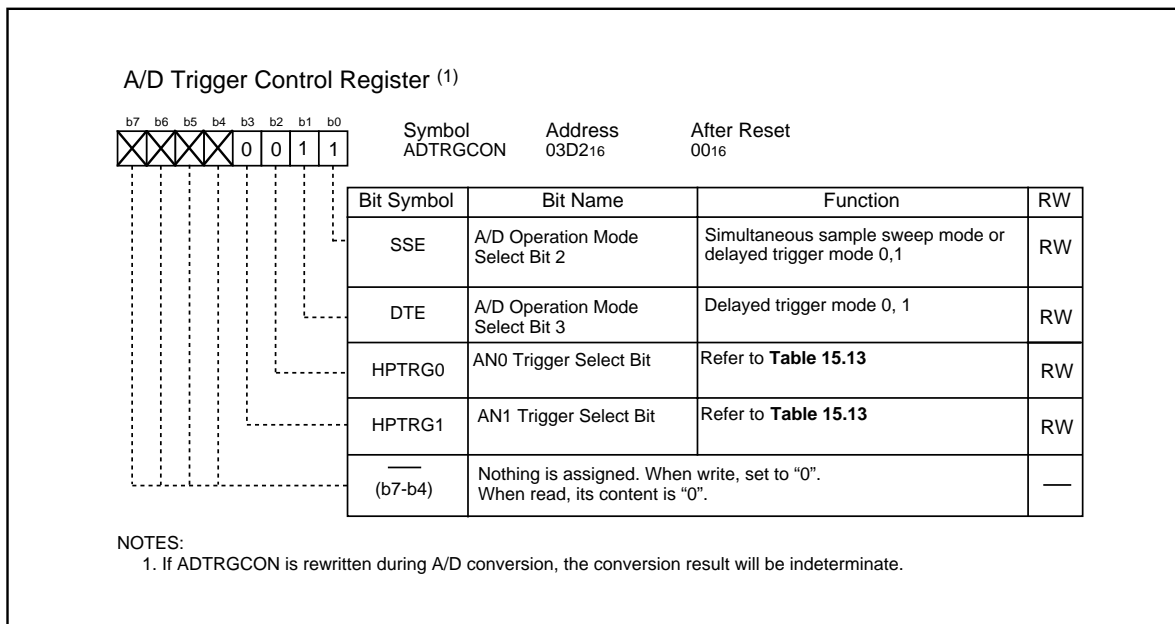 A/D Trigger Control Register (1)
b7 b6 b5 b4 b3 b2 b1 b0
0 0 1 1
Symbol Address After Reset
ADTRGCON 03D216 0016
Bit Symbol Bit Name Function RW
SSE A/D Operation Mode Select Bit 2 Simultaneous sample sweep mode or delayed trigger mode 0,1 RW
DTE A/D Operation Mode Select Bit 3 Delayed trigger mode 0, 1 RW
HPTRG0 AN0 Trigger Select Bit Refer to Table 15.13 RW
HPTRG1 AN1 Trigger Select Bit Refer to Table 15.13 RW
(b7-b4) Nothing is assigned. When write, set to “0”.
When read, its content is “0”.
NOTES:
1. If ADTRGCON is rewritten during A/D conversion, the conversion result will be indeterminate.